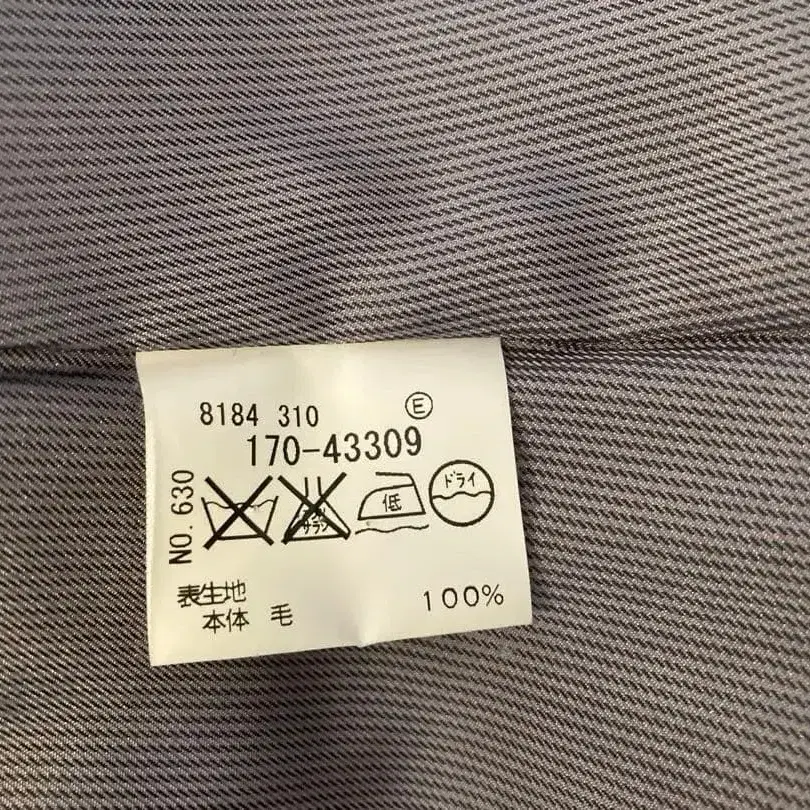 8184 310 Ⓔ
170-43309
NO. 630
低
ドライ
表生地
本体 毛 100%